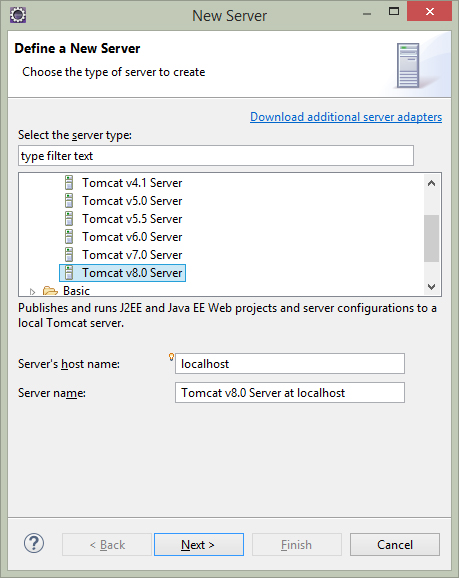 New Server
Define a New Server
Choose the type of server to create
Download additional server adapters
Select the server type:
type filter text
Tomcat v4.1 Server
Tomcat v5.0 Server
Tomcat v5.5 Server
Tomcat v6.0 Server
Tomcat v7.0 Server
Tomcat v8.0 Server
Basic
Publishes and runs J2EE and Java EE Web projects and server configurations to a
local Tomcat server.
Server's host name: localhost
Server name: Tomcat v8.0 Server at localhost
? < Back Next > Finish Cancel